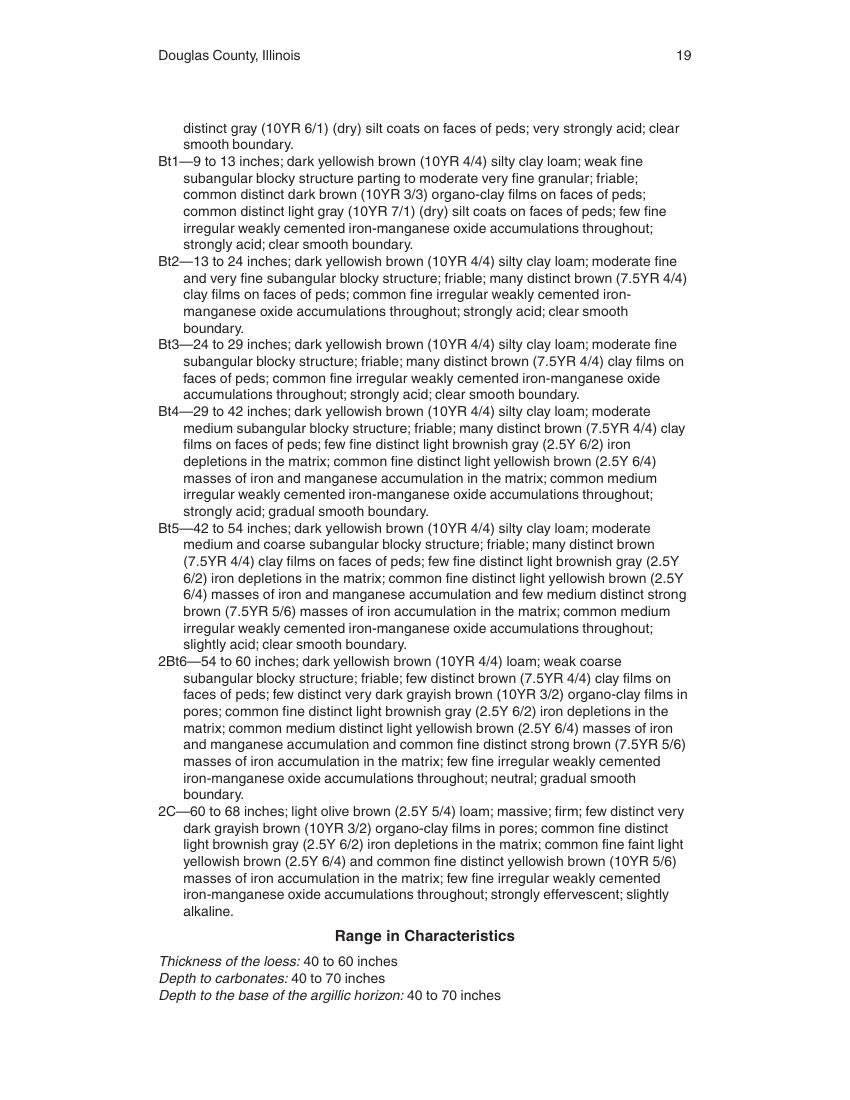 Douglas County, Illinois 19
distinct gray (10YR 6/1) (dry) silt coats on faces of peds; very strongly acid; clear
smooth boundary.
Bt1—9 to 13 inches; dark yellowish brown (10YR 4/4) silty clay loam; weak fine
subangular blocky structure parting to moderate very fine granular; friable;
common distinct dark brown (10YR 3/3) organo-clay films on faces of peds;
common distinct light gray (10YR 7/1) (dry) silt coats on faces of peds; few fine
irregular weakly cemented iron-manganese oxide accumulations throughout;
strongly acid; clear smooth boundary.
Bt2—13 to 24 inches; dark yellowish brown (10YR 4/4) silty clay loam; moderate fine
and very fine subangular blocky structure; friable; many distinct brown (7.5YR 4/4)
clay films on faces of peds; common fine irregular weakly cemented iron-
manganese oxide accumulations throughout; strongly acid; clear smooth
boundary.
Bt3—24 to 29 inches; dark yellowish brown (10YR 4/4) silty clay loam; moderate fine
subangular blocky structure; friable; many distinct brown (7.5YR 4/4) clay films on
faces of peds; common fine irregular weakly cemented iron-manganese oxide
accumulations throughout; strongly acid; clear smooth boundary.
Bt4—29 to 42 inches; dark yellowish brown (10YR 4/4) silty clay loam; moderate
medium subangular blocky structure; friable; many distinct brown (7.5YR 4/4) clay
films on faces of peds; few fine distinct light brownish gray (2.5Y 6/2) iron
depletions in the matrix; common fine distinct light yellowish brown (2.5Y 6/4)
masses of iron and manganese accumulation in the matrix; common medium
irregular weakly cemented iron-manganese oxide accumulations throughout;
strongly acid; gradual smooth boundary.
Bt5—42 to 54 inches; dark yellowish brown (10YR 4/4) silty clay loam; moderate
medium and coarse subangular blocky structure; friable; many distinct brown
(7.5YR 4/4) clay films on faces of peds; few fine distinct light brownish gray (2.5Y
6/2) iron depletions in the matrix; common fine distinct light yellowish brown (2.5Y
6/4) masses of iron and manganese accumulation and few medium distinct strong
brown (7.5YR 5/6) masses of iron accumulation in the matrix; common medium
irregular weakly cemented iron-manganese oxide accumulations throughout;
slightly acid; clear smooth boundary.
2Bt6—54 to 60 inches; dark yellowish brown (10YR 4/4) loam; weak coarse
subangular blocky structure; friable; few distinct brown (7.5YR 4/4) clay films on
faces of peds; few distinct very dark grayish brown (10YR 3/2) organo-clay films in
pores; common fine distinct light brownish gray (2.5Y 6/2) iron depletions in the
matrix; common medium distinct light yellowish brown (2.5Y 6/4) masses of iron
and manganese accumulation and common fine distinct strong brown (7.5YR 5/6)
masses of iron accumulation in the matrix; few fine irregular weakly cemented
iron-manganese oxide accumulations throughout; neutral; gradual smooth
boundary.
2C—60 to 68 inches; light olive brown (2.5Y 5/4) loam; massive; firm; few distinct very
dark grayish brown (10YR 3/2) organo-clay films in pores; common fine distinct
light brownish gray (2.5Y 6/2) iron depletions in the matrix; common fine faint light
yellowish brown (2.5Y 6/4) and common fine distinct yellowish brown (10YR 5/6)
masses of iron accumulation in the matrix; few fine irregular weakly cemented
iron-manganese oxide accumulations throughout; strongly effervescent; slightly
alkaline.
Range in Characteristics
Thickness of the loess: 40 to 60 inches
Depth to carbonates: 40 to 70 inches
Depth to the base of the argillic horizon: 40 to 70 inches